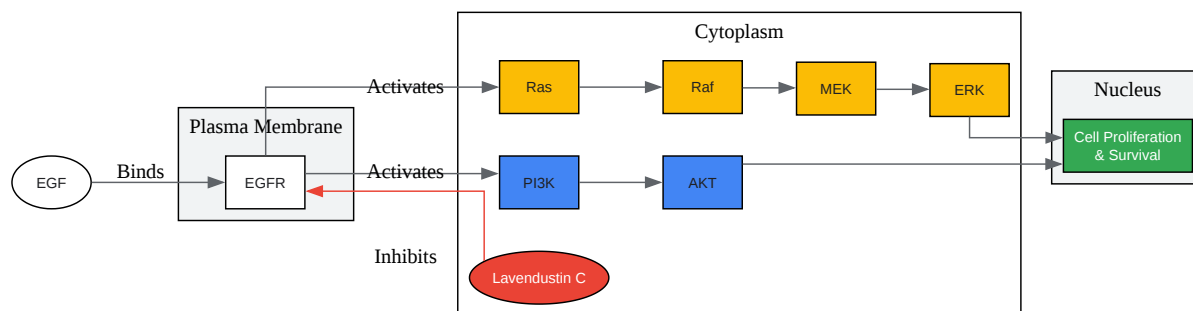 Cytoplasm
Activates
Ras
Raf
MEK
ERK
Nucleus
Plasma Membrane
Cell Proliferation
& Survival
EGF
Binds
EGFR
Activates
PI3K
AKT
Inhibits
Lavendustin C